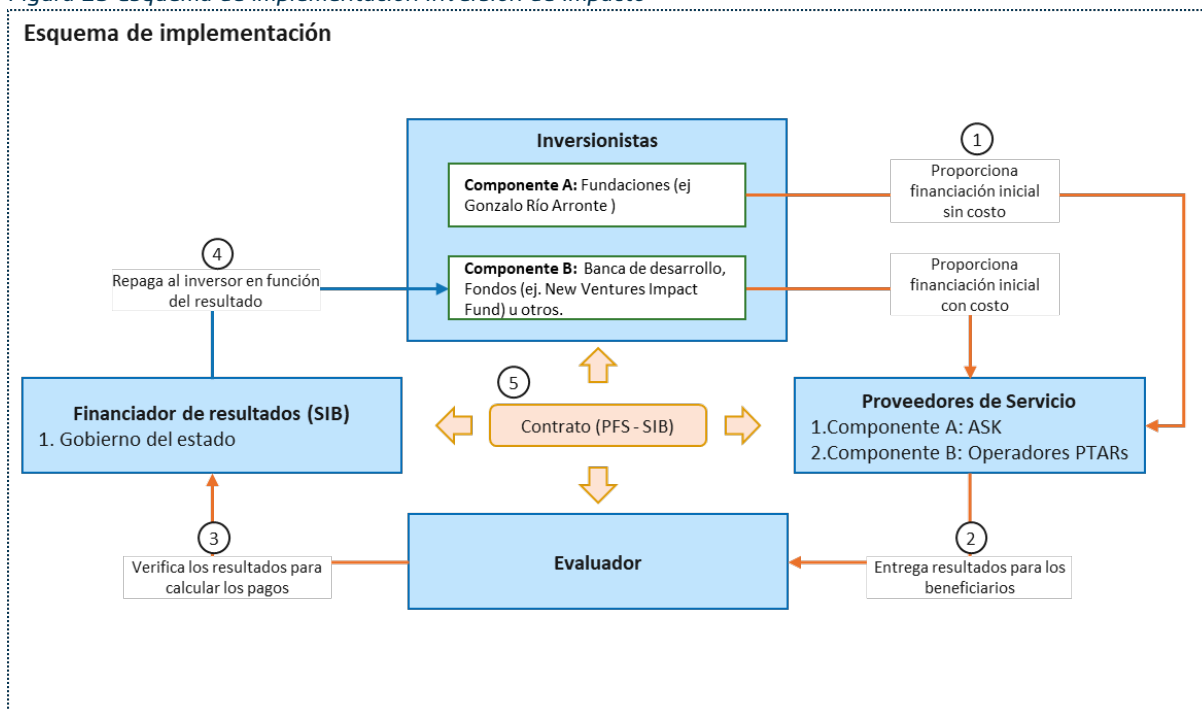 Esquema de implementación
Inversionistas
Componente A: Fundaciones (ej
Gonzalo Río Arronte )
Componente B: Banca de desarrollo,
Fondos (ej. New Ventures Impact
Fund) u otros.
1
Proporciona
financiación inicial
sin costo
Proporciona
financiación inicial
con costo
4
Repaga al inversor en función
del resultado
Financiador de resultados (SIB)
1. Gobierno del estado
5
Contrato (PFS - SIB)
Proveedores de Servicio
1.Componente A: ASK
2.Componente B: Operadores PTARs
3
Verifica los resultados para
calcular los pagos
Evaluador
2
Entrega resultados para los
beneficiarios